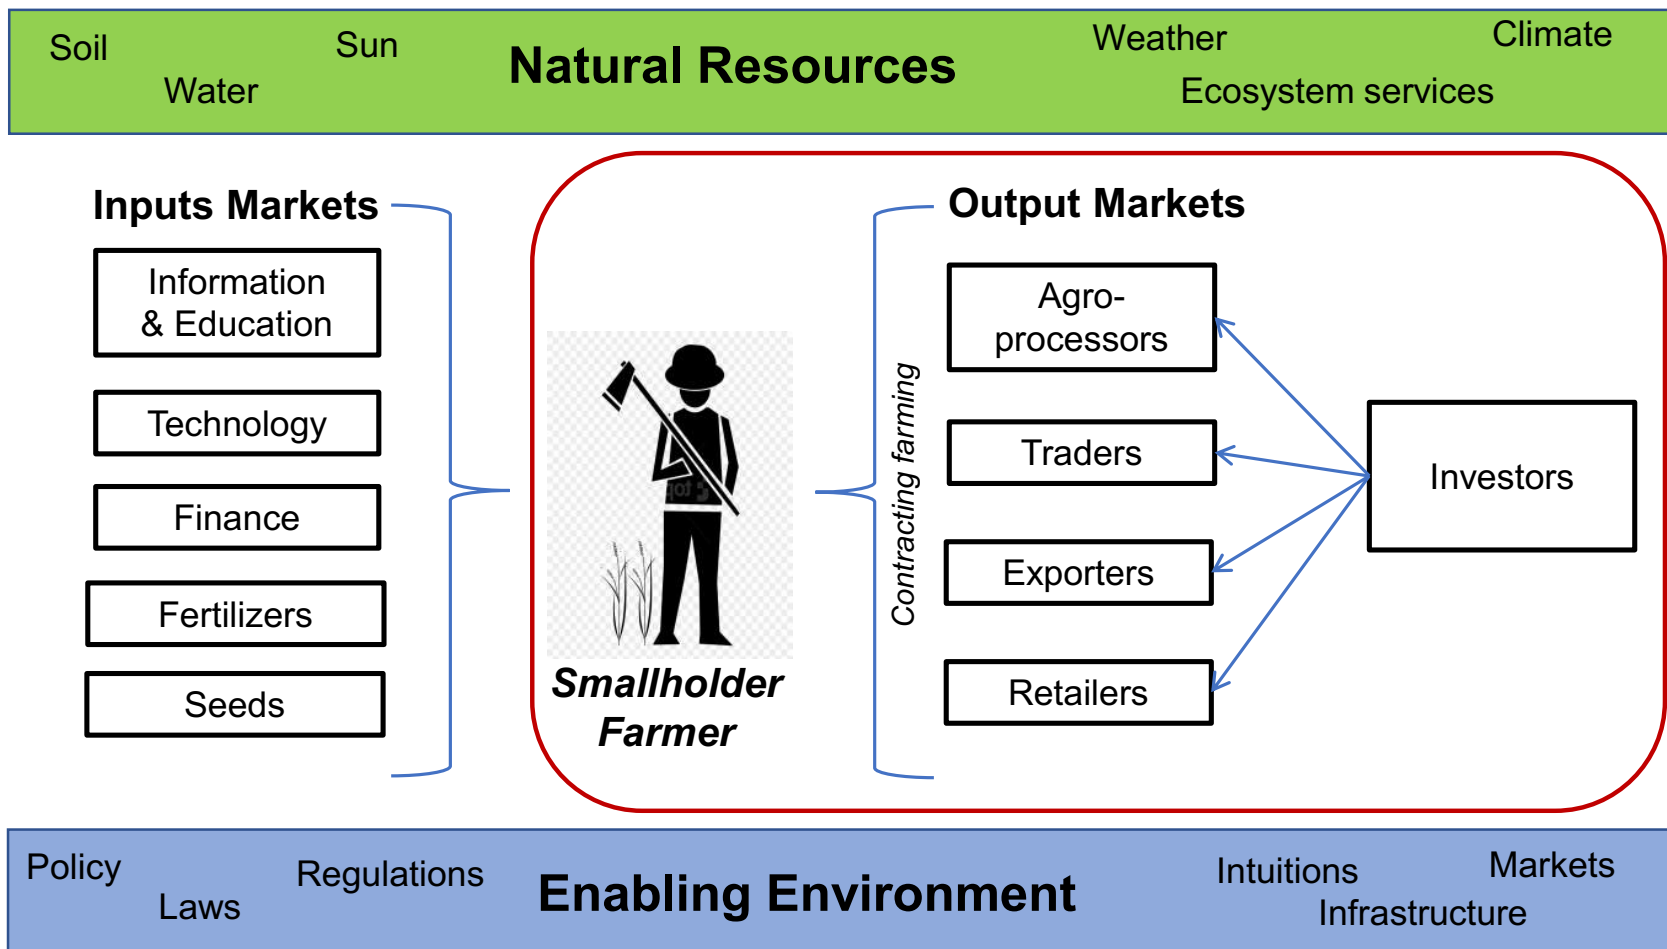 Soil
Sun
Natural Resources
Weather
Climate
Water
Ecosystem services
Inputs Markets
Information
& Education
Technology
Finance
Fertilizers
Seeds
Smallholder
Farmer
Contracting farming
Output Markets
Agro-
processors
Traders
Exporters
Retailers
Investors
Policy
Regulations
Laws
Enabling Environment
Intuitions
Markets
Infrastructure